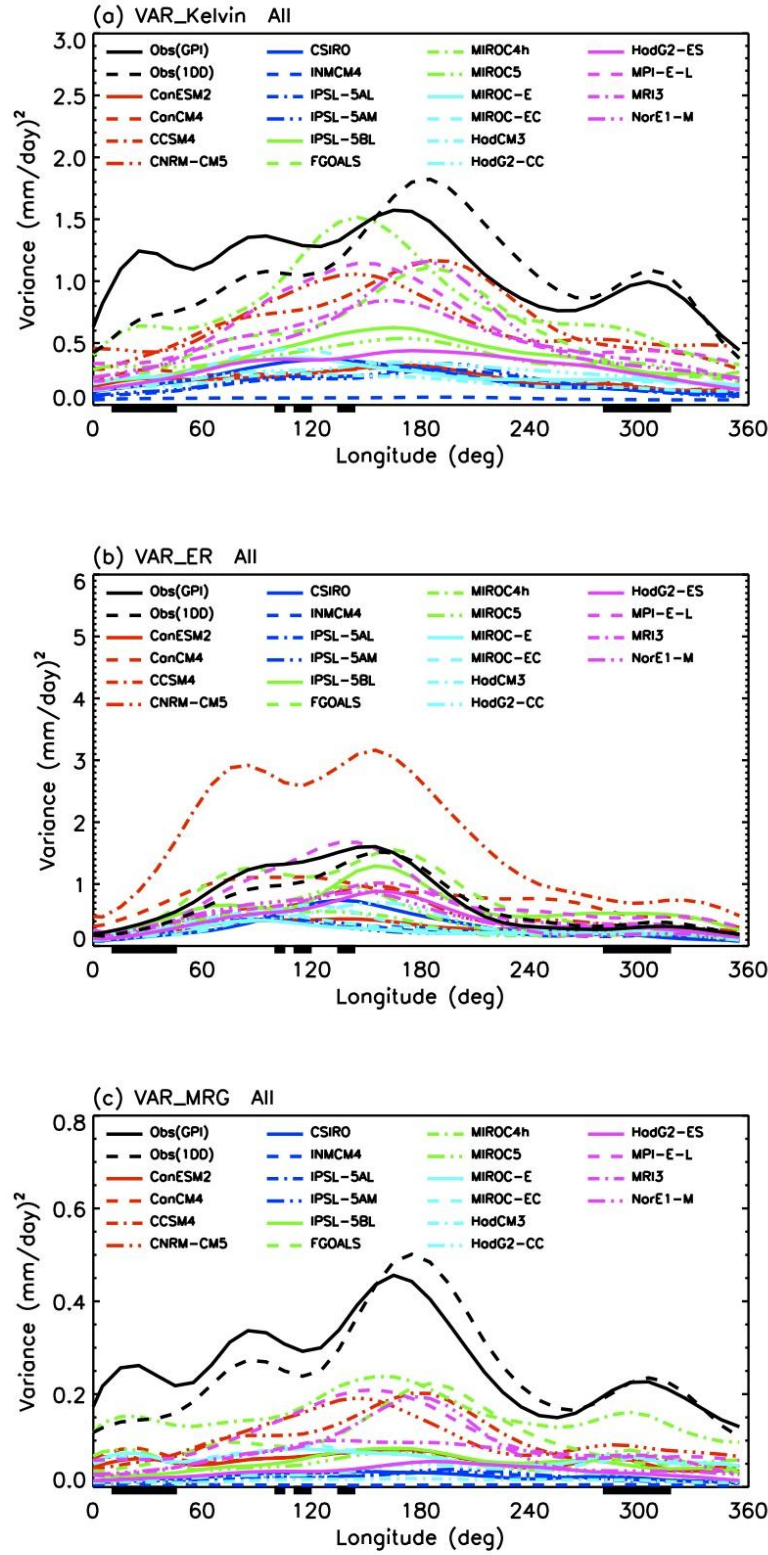 (a) VAR_Kelvin All
Variance (mm/day)²
3.0
2.5
2.0
1.5
1.0
0.5
0.0
Obs(GPI) CSIRO MIROC4h HadG2-ES
Obs(1DD) INMCM4 MIROC5 MPI-E-L
CanESM2 IPSL-5AL MIROC-E MRI3
CanCM4 IPSL-5AM MIROC-EC NorE1-M
CCSM4 IPSL-5BL HadCM3
CNRM-CM5 FGOALS HadG2-CC
0 60 120 180 240 300 360
Longitude (deg)
(b) VAR_ER All
Variance (mm/day)²
6
5
4
3
2
1
0
Obs(GPI) CSIRO MIROC4h HadG2-ES
Obs(1DD) INMCM4 MIROC5 MPI-E-L
CanESM2 IPSL-5AL MIROC-E MRI3
CanCM4 IPSL-5AM MIROC-EC NorE1-M
CCSM4 IPSL-5BL HadCM3
CNRM-CM5 FGOALS HadG2-CC
0 60 120 180 240 300 360
Longitude (deg)
(c) VAR_MRG All
Variance (mm/day)²
0.8
0.6
0.4
0.2
0.0
Obs(GPI) CSIRO MIROC4h HadG2-ES
Obs(1DD) INMCM4 MIROC5 MPI-E-L
CanESM2 IPSL-5AL MIROC-E MRI3
CanCM4 IPSL-5AM MIROC-EC NorE1-M
CCSM4 IPSL-5BL HadCM3
CNRM-CM5 FGOALS HadG2-CC
0 60 120 180 240 300 360
Longitude (deg)